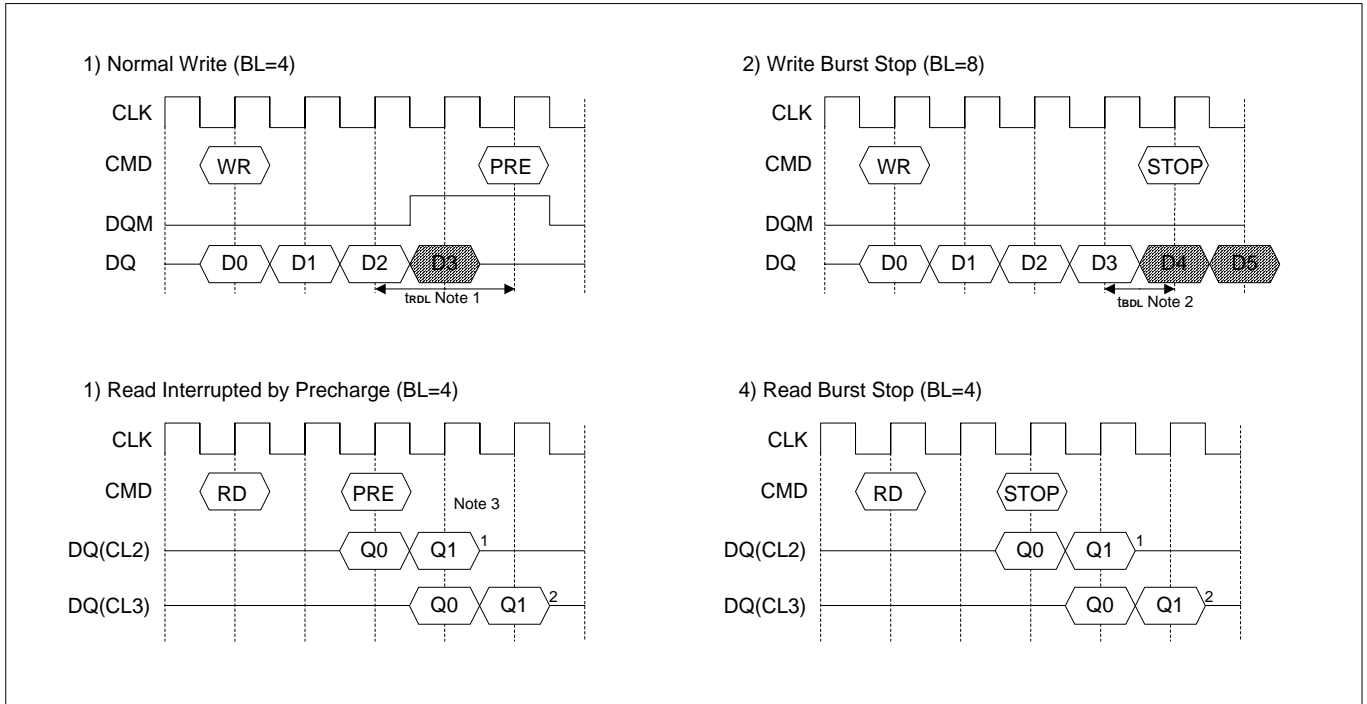 1) Normal Write (BL=4)
CLK
CMD WR PRE
DQM
DQ D0 D1 D2 D3
tRDL Note 1
2) Write Burst Stop (BL=8)
CLK
CMD WR STOP
DQM
DQ D0 D1 D2 D3 D4 D5
tBDL Note 2
1) Read Interrupted by Precharge (BL=4)
CLK
CMD RD PRE
Note 3
DQ(CL2) Q0 Q1 1
DQ(CL3) Q0 Q1 2
4) Read Burst Stop (BL=4)
CLK
CMD RD STOP
DQ(CL2) Q0 Q1 1
DQ(CL3) Q0 Q1 2